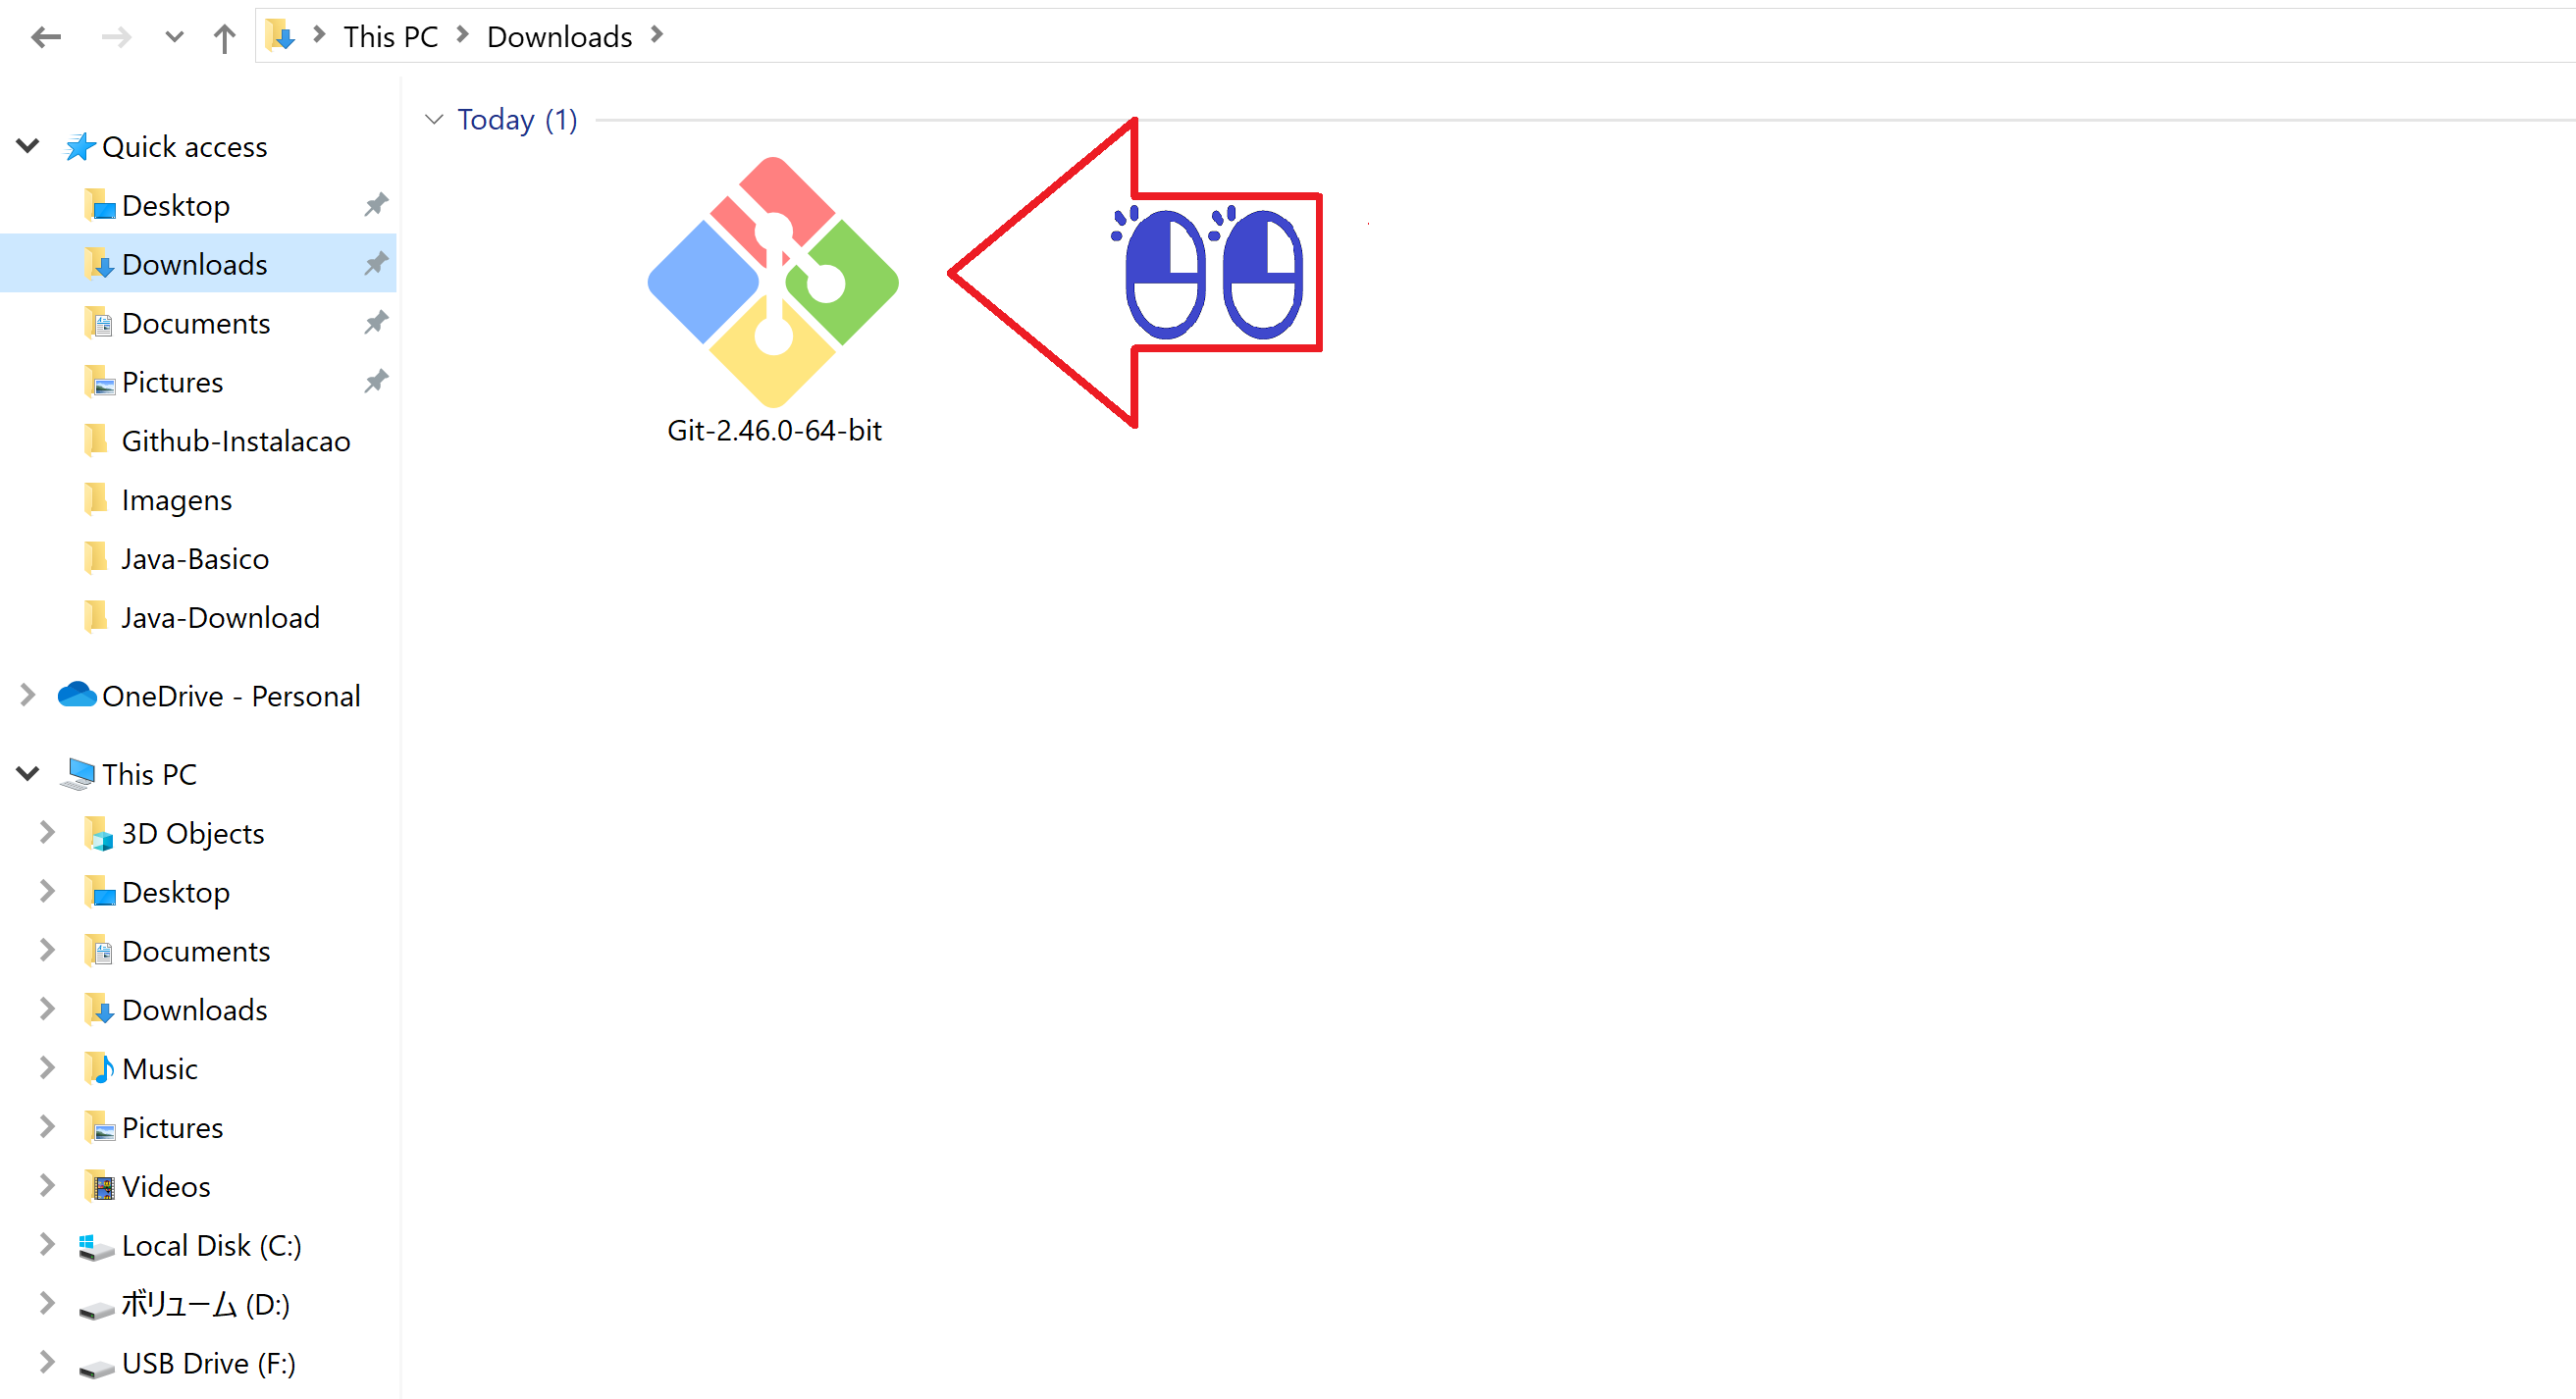 This PC
Downloads
Quick access
Desktop
Downloads
Documents
Pictures
Github-Instalacao
Imagens
Java-Basico
Java-Download
OneDrive - Personal
This PC
3D Objects
Desktop
Documents
Downloads
Music
Pictures
Videos
Local Disk (C:)
ボリューム (D:)
USB Drive (F:)
Today (1)
Git-2.46.0-64-bit